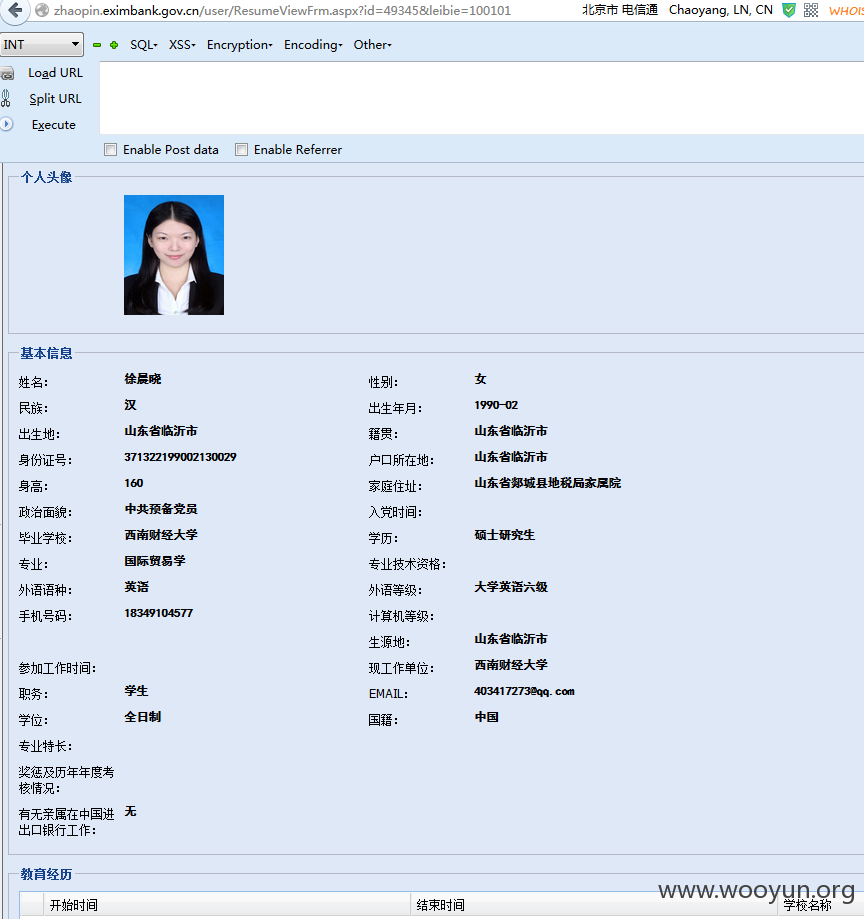 zhaopin.eximbank.gov.cn/user/ResumeViewFrm.aspx?id=49345&leibie=100101 北京市 电信通 Chaoyang, LN, CN WHOIS
INT SQL XSS Encryption Encoding Other
Load URL
Split URL
Execute
Enable Post data Enable Referrer
个人头像
基本信息
姓名: 徐晨晓 性别: 女
民族: 汉 出生年月: 1990-02
出生地: 山东省临沂市 籍贯: 山东省临沂市
身份证号: 371322199002130029 户口所在地: 山东省临沂市
身高: 160 家庭住址: 山东省郯城县地税局家属院
政治面貌: 中共预备党员 入党时间:
毕业学校: 西南财经大学 学历: 硕士研究生
专业: 国际贸易学 专业技术资格:
外语语种: 英语 外语等级: 大学英语六级
手机号码: 18349104577 计算机等级:
生源地: 山东省临沂市
参加工作时间: 现工作单位: 西南财经大学
职务: 学生 EMAIL: 403417273@qq.com
学位: 全日制 国籍: 中国
专业特长:
奖惩及历年年度考
核情况:
有无亲属在中国进 无
出口银行工作:
教育经历
www.wooyun.org
开始时间 结束时间 学校名称